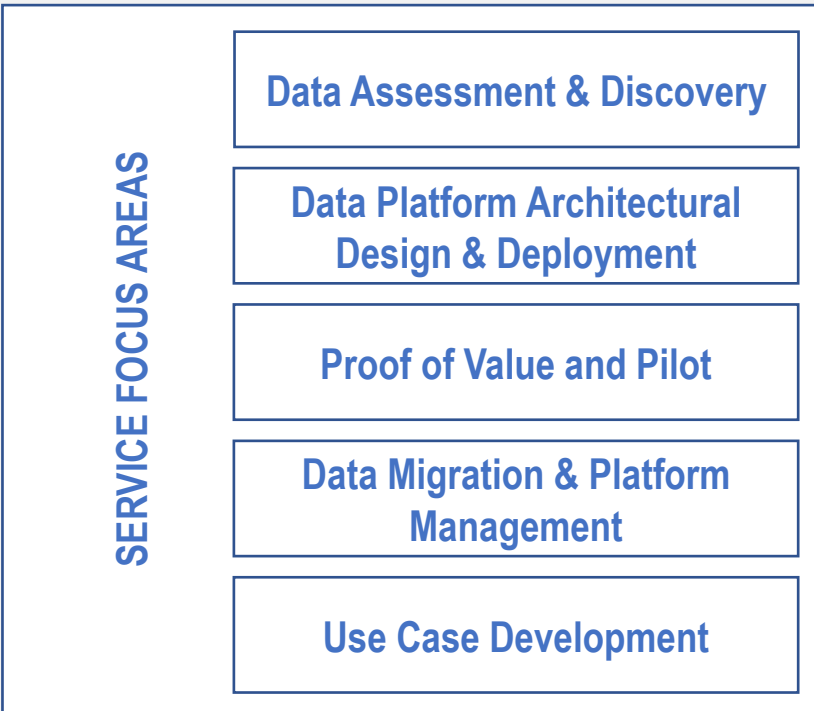 SERVICE FOCUS AREAS
Data Assessment & Discovery
Data Platform Architectural
Design & Deployment
Proof of Value and Pilot
Data Migration & Platform
Management
Use Case Development